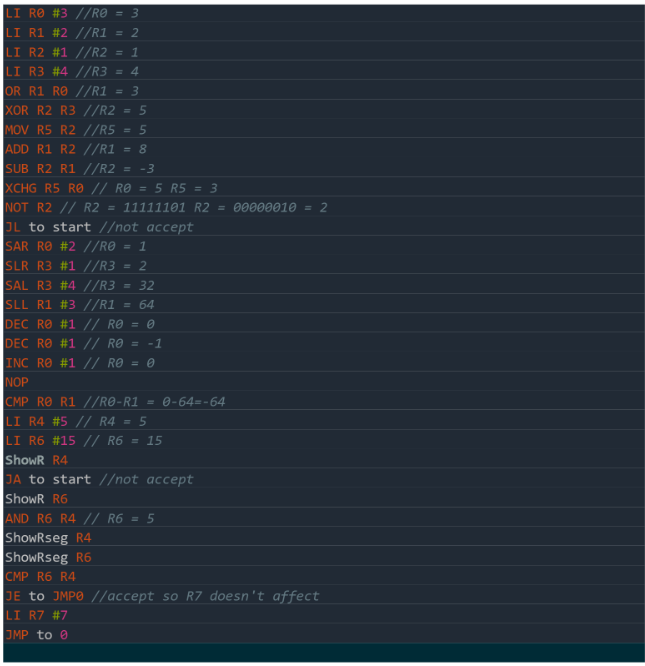 LI R0 #3 //R0 = 3
LI R1 #2 //R1 = 2
LI R2 #1 //R2 = 1
LI R3 #4 //R3 = 4
OR R1 R0 //R1 = 3
XOR R2 R3 //R2 = 5
MOV R5 R2 //R5 = 5
ADD R1 R2 //R1 = 8
SUB R2 R1 //R2 = -3
XCHG R5 R0 // R0 = 5 R5 = 3
NOT R2 // R2 = 11111101 R2 = 00000010 = 2
JL to start //not accept
SAR R0 #2 //R0 = 1
SLR R3 #1 //R3 = 2
SAL R3 #4 //R3 = 32
SLL R1 #3 //R1 = 64
DEC R0 #1 // R0 = 0
DEC R0 #1 // R0 = -1
INC R0 #1 // R0 = 0
NOP
CMP R0 R1 //R0-R1 = 0-64=-64
LI R4 #5 // R4 = 5
LI R6 #15 // R6 = 15
ShowR R4
JA to start //not accept
ShowR R6
AND R6 R4 // R6 = 5
ShowRseg R4
ShowRseg R6
CMP R6 R4
JE to JMP0 //accept so R7 doesn't affect
LI R7 #7
JMP to 0